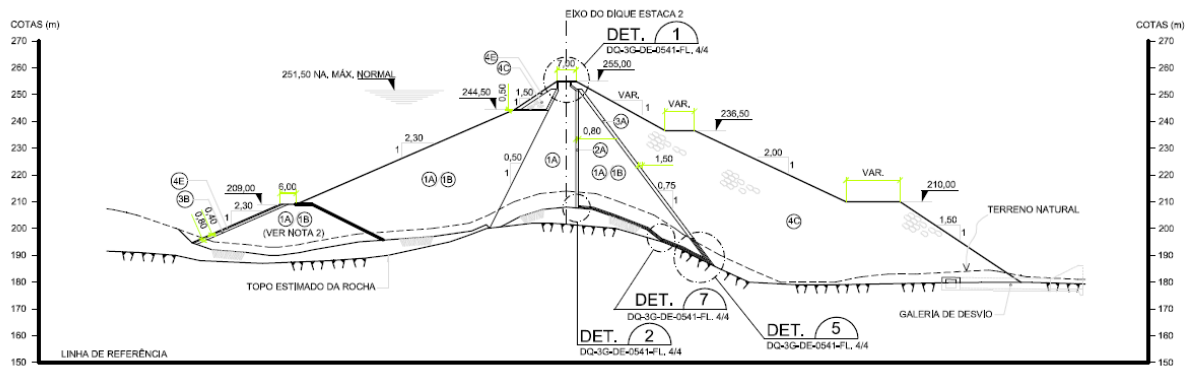 COTAS (m)
270
260
250
240
230
220
210
200
190
180
170
160
150
EIXO DO DIQUE ESTACA 2
DET. 1
DQ-3G-DE-0541-FL. 4/4
7,00
255,00
4E
4C
251,50 NA. MÁX. NORMAL
0,50
1,50
1
244,50
VAR.
1
VAR.
236,50
3A
0,80
2A
2,30
1
0,50
1
1A
1A 1B
1A 1B
1,50
0,75
1
2,00
1
VAR.
210,00
4C
1,50
1
TERRENO NATURAL
4E
3B
0,80
0,40
209,00
6,00
2,30
1
1A 1B
(VER NOTA 2)
TOPO ESTIMADO DA ROCHA
GALERIA DE DESVIO
DET. 7
DQ-3G-DE-0541-FL. 4/4
DET. 2
DQ-3G-DE-0541-FL. 4/4
DET. 5
DQ-3G-DE-0541-FL. 4/4
LINHA DE REFERÊNCIA
COTAS (m)
270
260
250
240
230
220
210
200
190
180
170
160
150